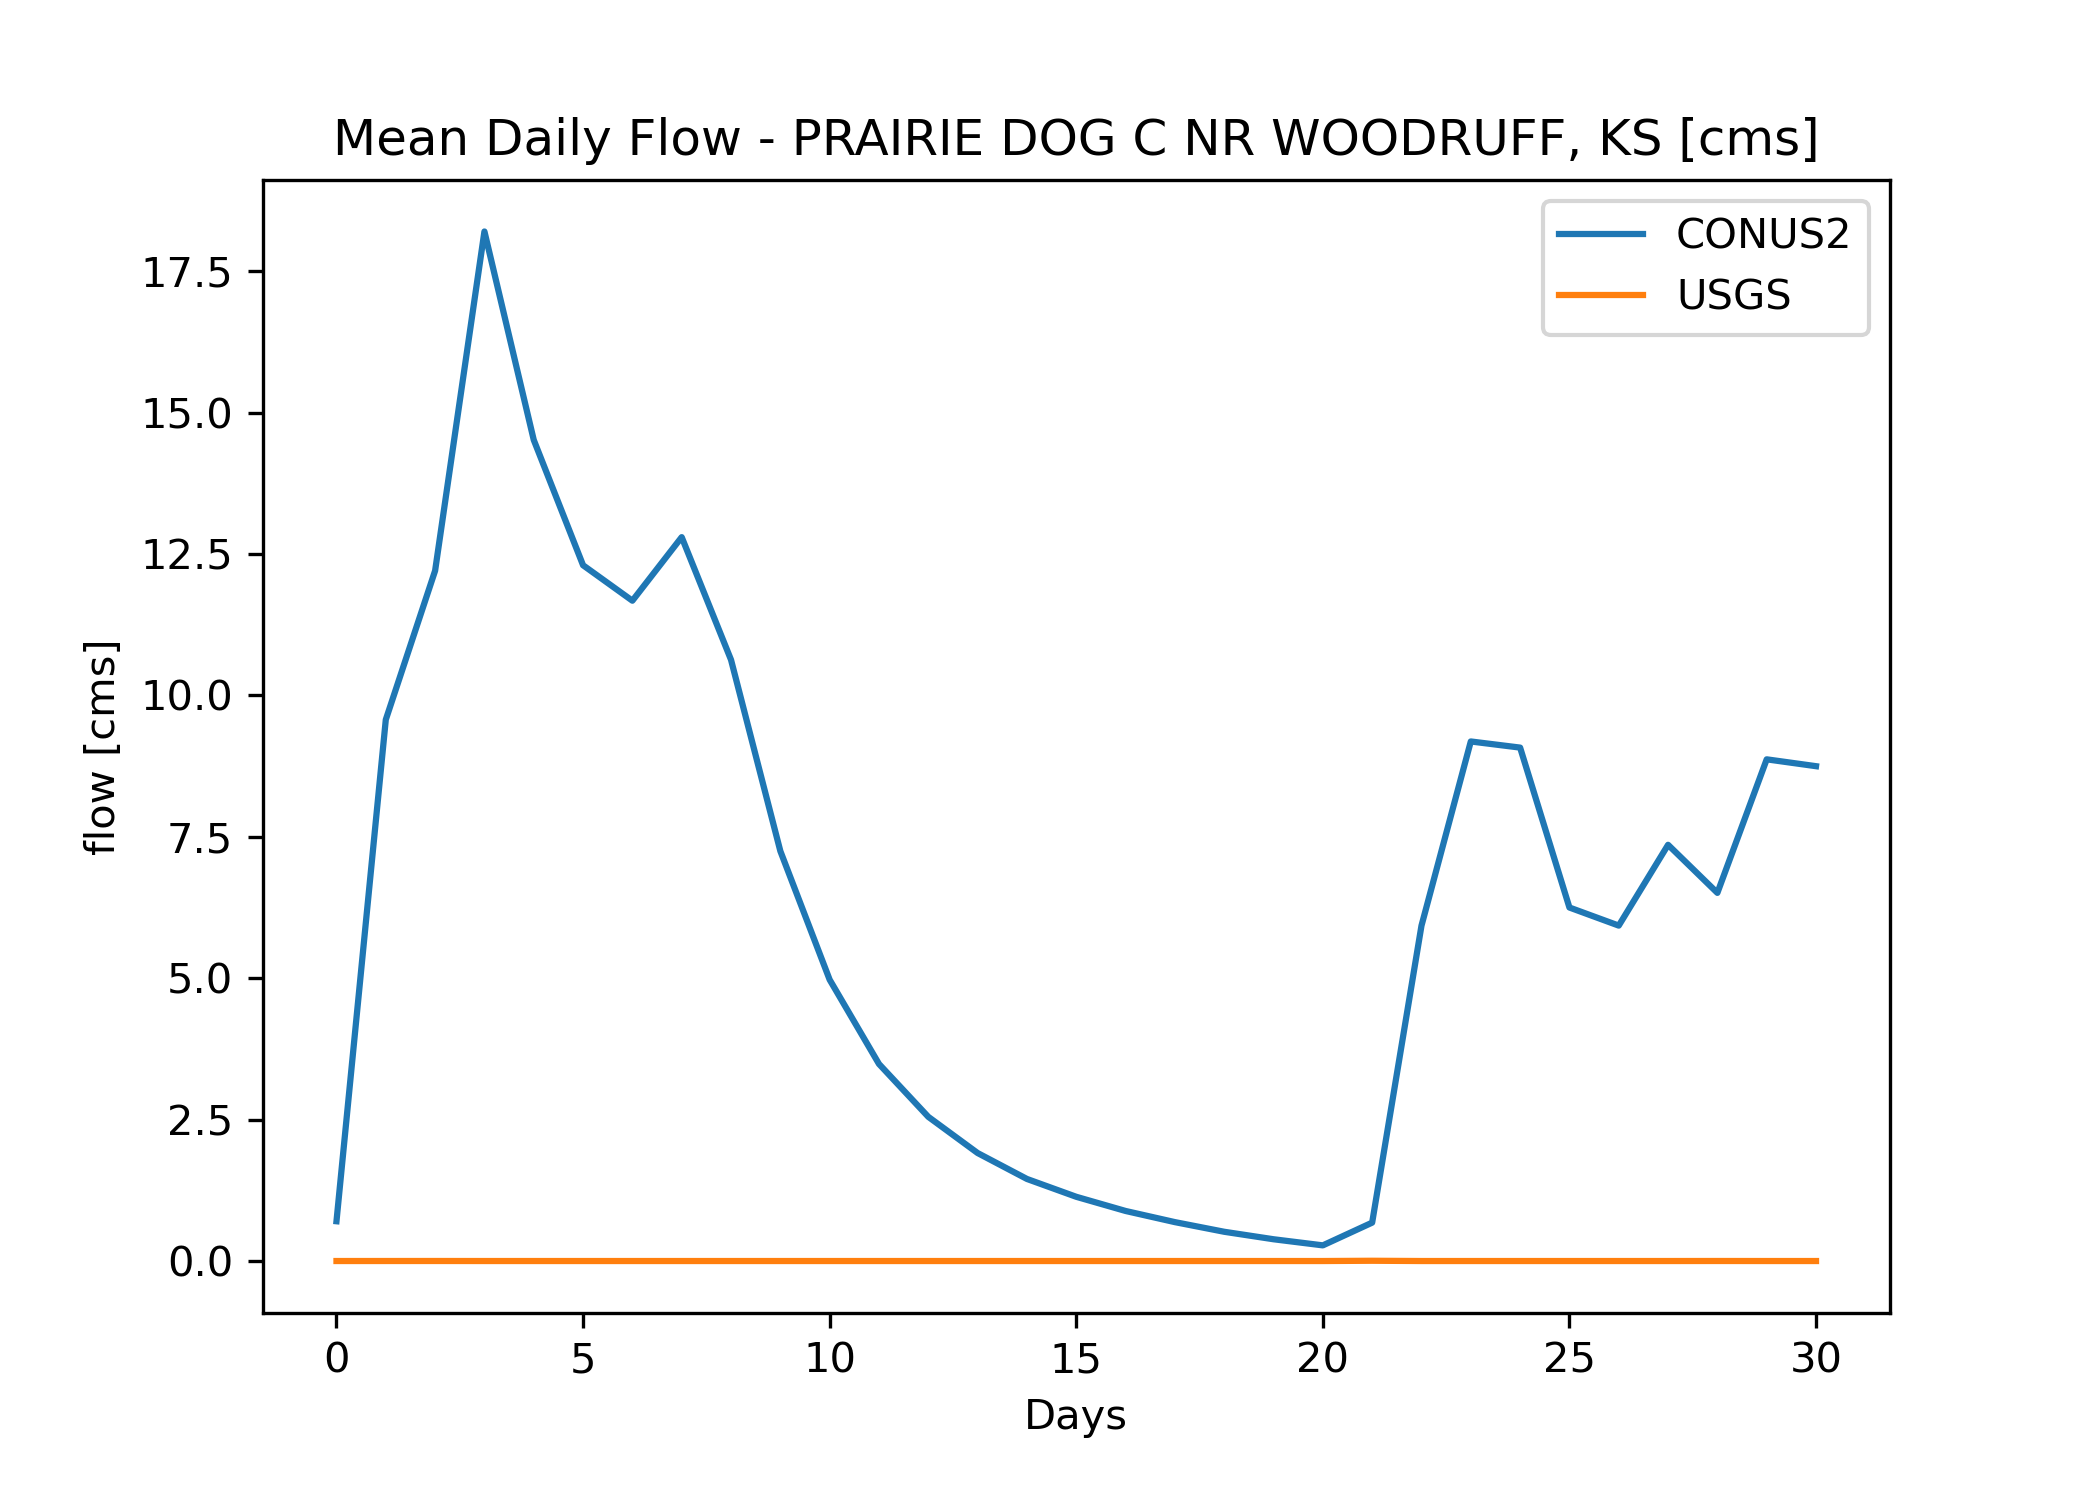 Mean Daily Flow - PRAIRIE DOG C NR WOODRUFF, KS [cms]
CONUS2
USGS
17.5
15.0
12.5
10.0
7.5
5.0
2.5
0.0
flow [cms]
0 5 10 15 20 25 30
Days